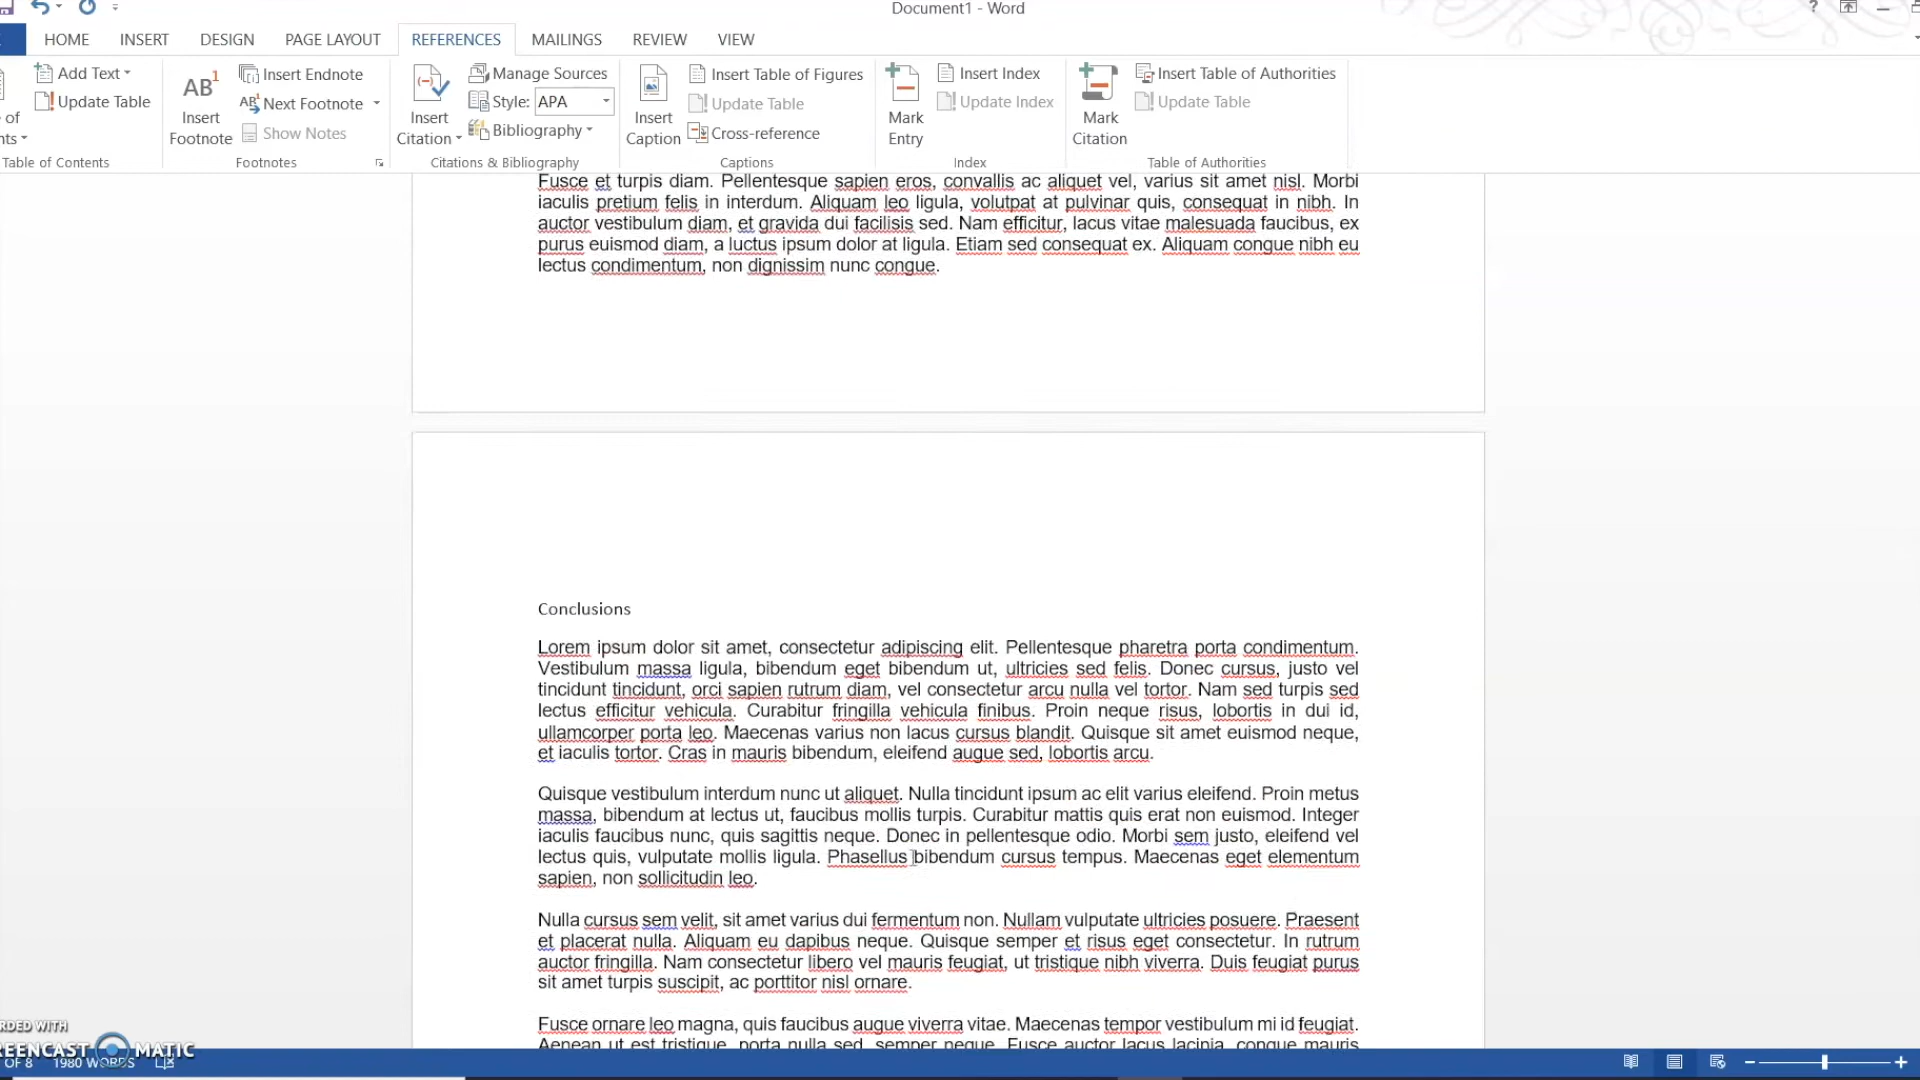 Document1 - Word
HOME INSERT DESIGN PAGE LAYOUT REFERENCES MAILINGS REVIEW VIEW
Add Text
Update Table
Table of Contents
AB1
Insert Footnote
Insert Endnote
Next Footnote
Show Notes
Footnotes
Insert Citation
Manage Sources
Style: APA
Bibliography
Citations & Bibliography
Insert Caption
Insert Table of Figures
Update Table
Cross-reference
Captions
Mark Entry
Insert Index
Update Index
Index
Mark Citation
Insert Table of Authorities
Update Table
Table of Authorities
Fusce et turpis diam. Pellentesque sapien eros, convallis ac aliquet vel, varius sit amet nisl. Morbi
iaculis pretium felis in interdum. Aliquam leo ligula, volutpat at pulvinar quis, consequat in nibh. In
auctor vestibulum diam, et gravida dui facilisis sed. Nam efficitur, lacus vitae malesuada faucibus, ex
purus euismod diam, a luctus ipsum dolor at ligula. Etiam sed consequat ex. Aliquam congue nibh eu
lectus condimentum, non dignissim nunc congue.
Conclusions
Lorem ipsum dolor sit amet, consectetur adipiscing elit. Pellentesque pharetra porta condimentum.
Vestibulum massa ligula, bibendum eget bibendum ut, ultricies sed felis. Donec cursus, justo vel
tincidunt tincidunt, orci sapien rutrum diam, vel consectetur arcu nulla vel tortor. Nam sed turpis sed
lectus efficitur vehicula. Curabitur fringilla vehicula finibus. Proin neque risus, lobortis in dui id,
ullamcorper porta leo. Maecenas varius non lacus cursus blandit. Quisque sit amet euismod neque,
et iaculis tortor. Cras in mauris bibendum, eleifend augue sed, lobortis arcu.
Quisque vestibulum interdum nunc ut aliquet. Nulla tincidunt ipsum ac elit varius eleifend. Proin metus
massa, bibendum at lectus ut, faucibus mollis turpis. Curabitur mattis quis erat non euismod. Integer
iaculis faucibus nunc, quis sagittis neque. Donec in pellentesque odio. Morbi sem justo, eleifend vel
lectus quis, vulputate mollis ligula. Phasellus bibendum cursus tempus. Maecenas eget elementum
sapien, non sollicitudin leo.
Nulla cursus sem velit, sit amet varius dui fermentum non. Nullam vulputate ultricies posuere. Praesent
et placerat nulla. Aliquam eu dapibus neque. Quisque semper et risus eget consectetur. In rutrum
auctor fringilla. Nam consectetur libero vel mauris feugiat, ut tristique nibh viverra. Duis feugiat purus
sit amet turpis suscipit, ac porttitor nisl ornare.
Fusce ornare leo magna, quis faucibus augue viverra vitae. Maecenas tempor vestibulum mi id feugiat.
Aenean ut est tristique, porta nulla sed, semper neque. Fusce auctor lacus lacinia, congue mauris
RDED WITH
REENCAST MATIC
OF 8 1980 WORDS